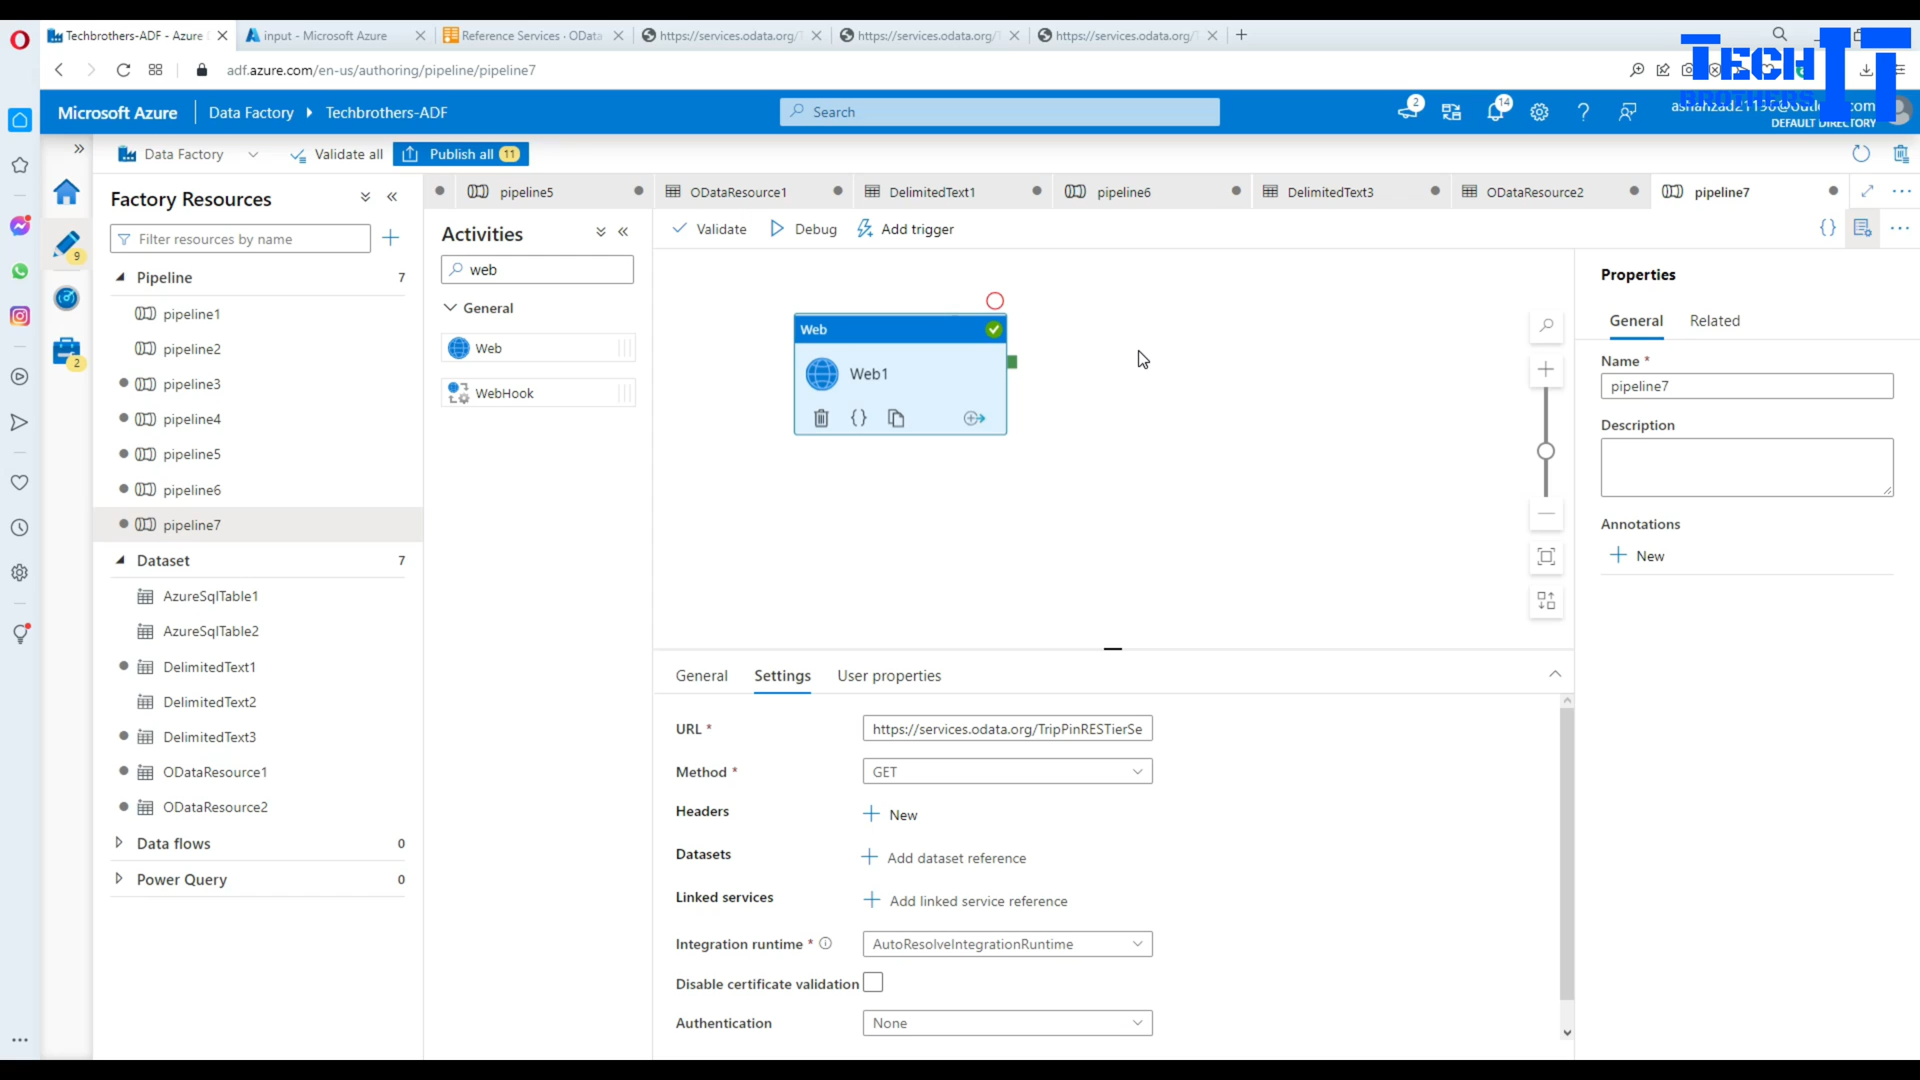 Techbrothers-ADF - Azure
input - Microsoft Azure
Reference Services · OData
https://services.odata.org/
https://services.odata.org/
https://services.odata.org/
adf.azure.com/en-us/authoring/pipeline/pipeline7
TECH
BROTHERS
IT
Microsoft Azure
Data Factory
Techbrothers-ADF
Search
2
14
DEFAULT DIRECTORY
Data Factory
Validate all
Publish all
11
Factory Resources
Filter resources by name
Pipeline
7
pipeline1
pipeline2
pipeline3
pipeline4
pipeline5
pipeline6
pipeline7
Dataset
7
AzureSqlTable1
AzureSqlTable2
DelimitedText1
DelimitedText2
DelimitedText3
ODataResource1
ODataResource2
Data flows
0
Power Query
0
9
2
pipeline5
ODataResource1
DelimitedText1
pipeline6
DelimitedText3
ODataResource2
pipeline7
Activities
web
General
Web
WebHook
Validate
Debug
Add trigger
Web
Web1
General
Settings
User properties
URL *
https://services.odata.org/TripPinRESTierSe
Method *
GET
Headers
New
Datasets
Add dataset reference
Linked services
Add linked service reference
Integration runtime *
AutoResolveIntegrationRuntime
Disable certificate validation
Authentication
None
Properties
General
Related
Name *
pipeline7
Description
Annotations
New